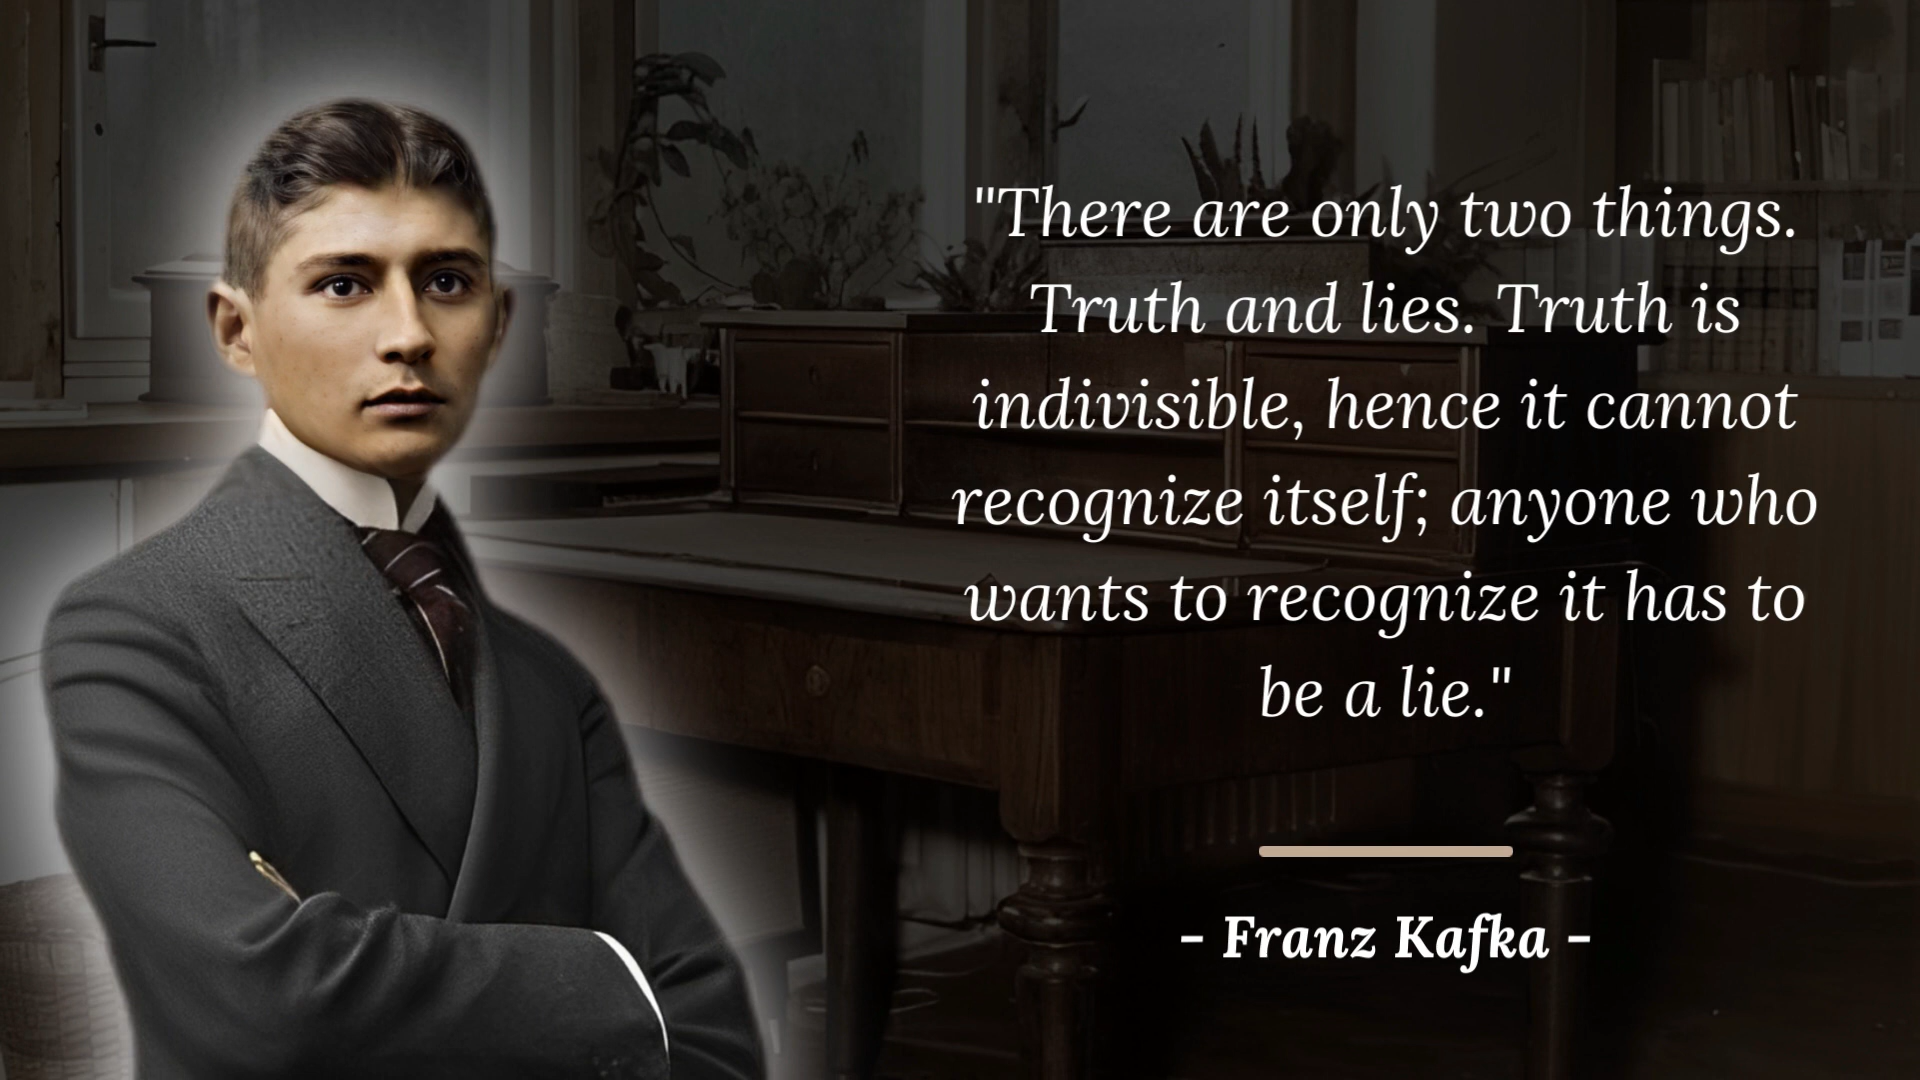 "There are only two things.
Truth and lies. Truth is
indivisible, hence it cannot
recognize itself; anyone who
wants to recognize it has to
be a lie."
- Franz Kafka -